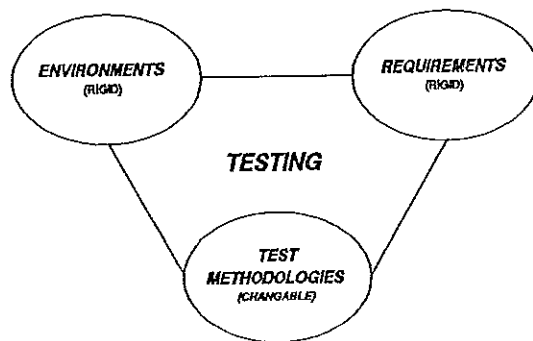 ENVIRONMENTS
(RIGID)
REQUIREMENTS
(RIGID)
TESTING
TEST
METHODOLOGIES
(CHANGABLE)